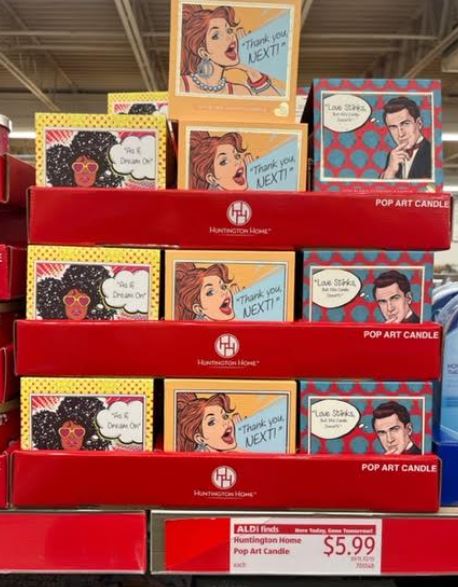 "Thank you,
NEXT!"
"As if,
Dream On"
"Thank you,
NEXT!"
"Love Stinks,
But this Candle
Doesn't!"
POP ART CANDLE
HUNTINGTON HOME™
"As if,
Dream On"
"Thank you,
NEXT!"
"Love Stinks,
But this Candle
Doesn't!"
POP ART CANDLE
HUNTINGTON HOME™
"As if,
Dream On"
"Thank you,
NEXT!"
"Love Stinks,
But this Candle
Doesn't!"
POP ART CANDLE
HUNTINGTON HOME™
ALDI finds
Here Today, Gone Tomorrow!
Huntington Home
Pop Art Candle
$5.99
each